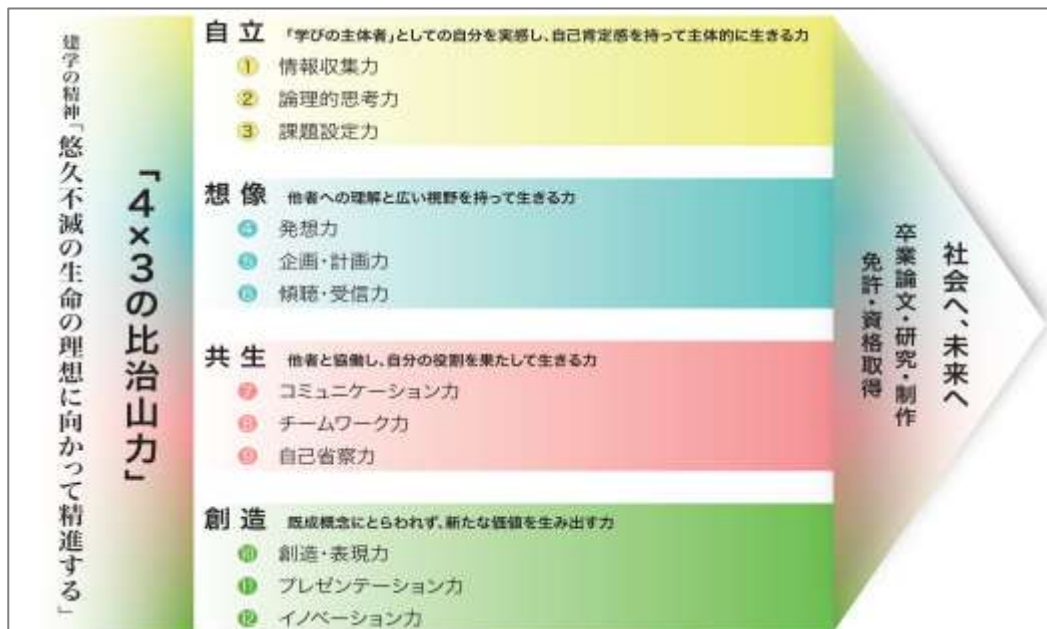 建学の精神「悠久不滅の生命の理想に向かって精進する」
「4×3の比治山力」
自立 「学びの主体者」としての自分を実感し、自己肯定感を持って主体的に生きる力
① 情報収集力
② 論理的思考力
③ 課題設定力
想像 他者への理解と広い視野を持って生きる力
④ 発想力
⑤ 企画・計画力
⑥ 傾聴・受信力
共生 他者と協働し、自分の役割を果たして生きる力
⑦ コミュニケーション力
⑧ チームワーク力
⑨ 自己省察力
創造 既成概念にとらわれず、新たな価値を生み出す力
⑩ 創造・表現力
⑪ プレゼンテーション力
⑫ イノベーション力
免許・資格取得
卒業論文・研究・制作
社会へ、未来へ